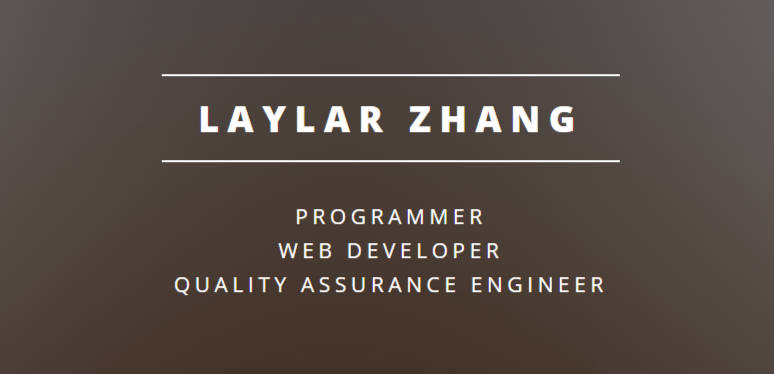 LAYLAR ZHANG
PROGRAMMER
WEB DEVELOPER
QUALITY ASSURANCE ENGINEER